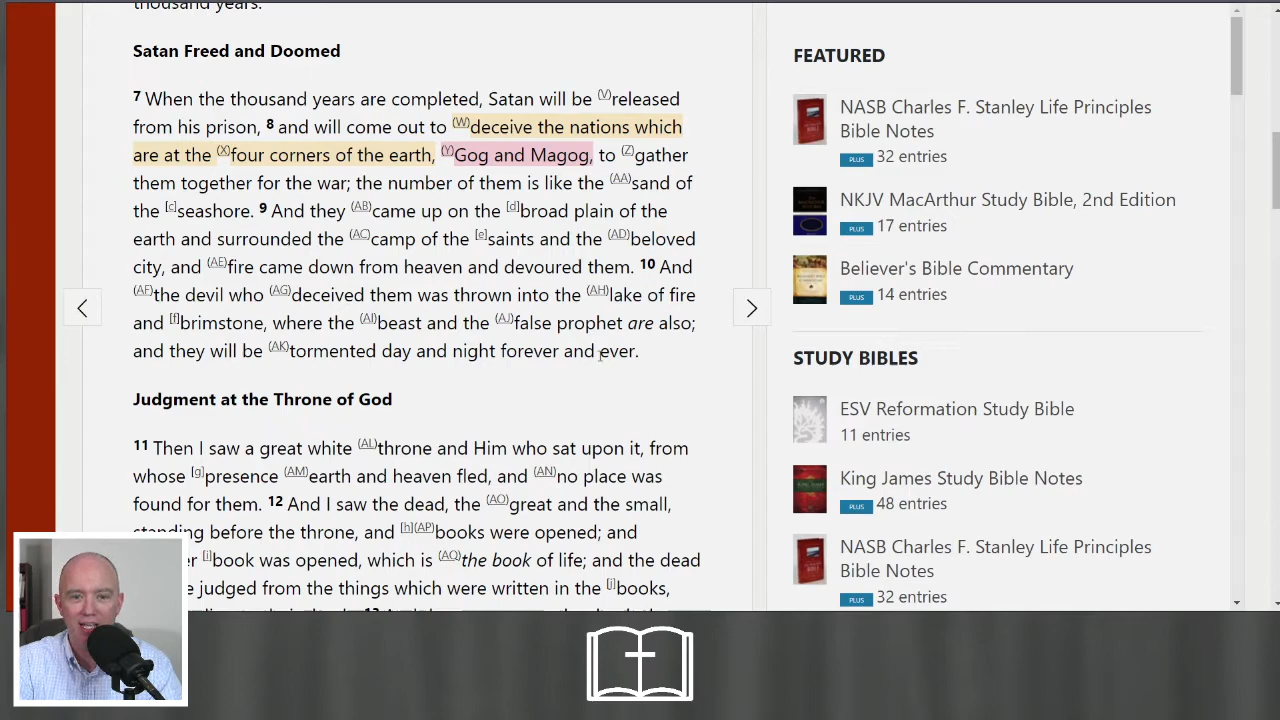 thousand years.
Satan Freed and Doomed
7 When the thousand years are completed, Satan will be (V)released
from his prison, 8 and will come out to (W)deceive the nations which
are at the (X)four corners of the earth, (Y)Gog and Magog, to (Z)gather
them together for the war; the number of them is like the (AA)sand of
the [c]seashore. 9 And they (AB)came up on the [d]broad plain of the
earth and surrounded the (AC)camp of the [e]saints and the (AD)beloved
city, and (AE)fire came down from heaven and devoured them. 10 And
(AF)the devil who (AG)deceived them was thrown into the (AH)lake of fire
and [f]brimstone, where the (AI)beast and the (AJ)false prophet are also;
and they will be (AK)tormented day and night forever and ever.
Judgment at the Throne of God
11 Then I saw a great white (AL)throne and Him who sat upon it, from
whose [g]presence (AM)earth and heaven fled, and (AN)no place was
found for them. 12 And I saw the dead, the (AO)great and the small,
standing before the throne, and [h](AP)books were opened; and
[i]book was opened, which is (AQ)the book of life; and the dead
judged from the things which were written in the [j]books,
FEATURED
NASB Charles F. Stanley Life Principles
Bible Notes
PLUS 32 entries
NKJV MacArthur Study Bible, 2nd Edition
PLUS 17 entries
Believer's Bible Commentary
PLUS 14 entries
STUDY BIBLES
ESV Reformation Study Bible
11 entries
King James Study Bible Notes
PLUS 48 entries
NASB Charles F. Stanley Life Principles
Bible Notes
PLUS 32 entries